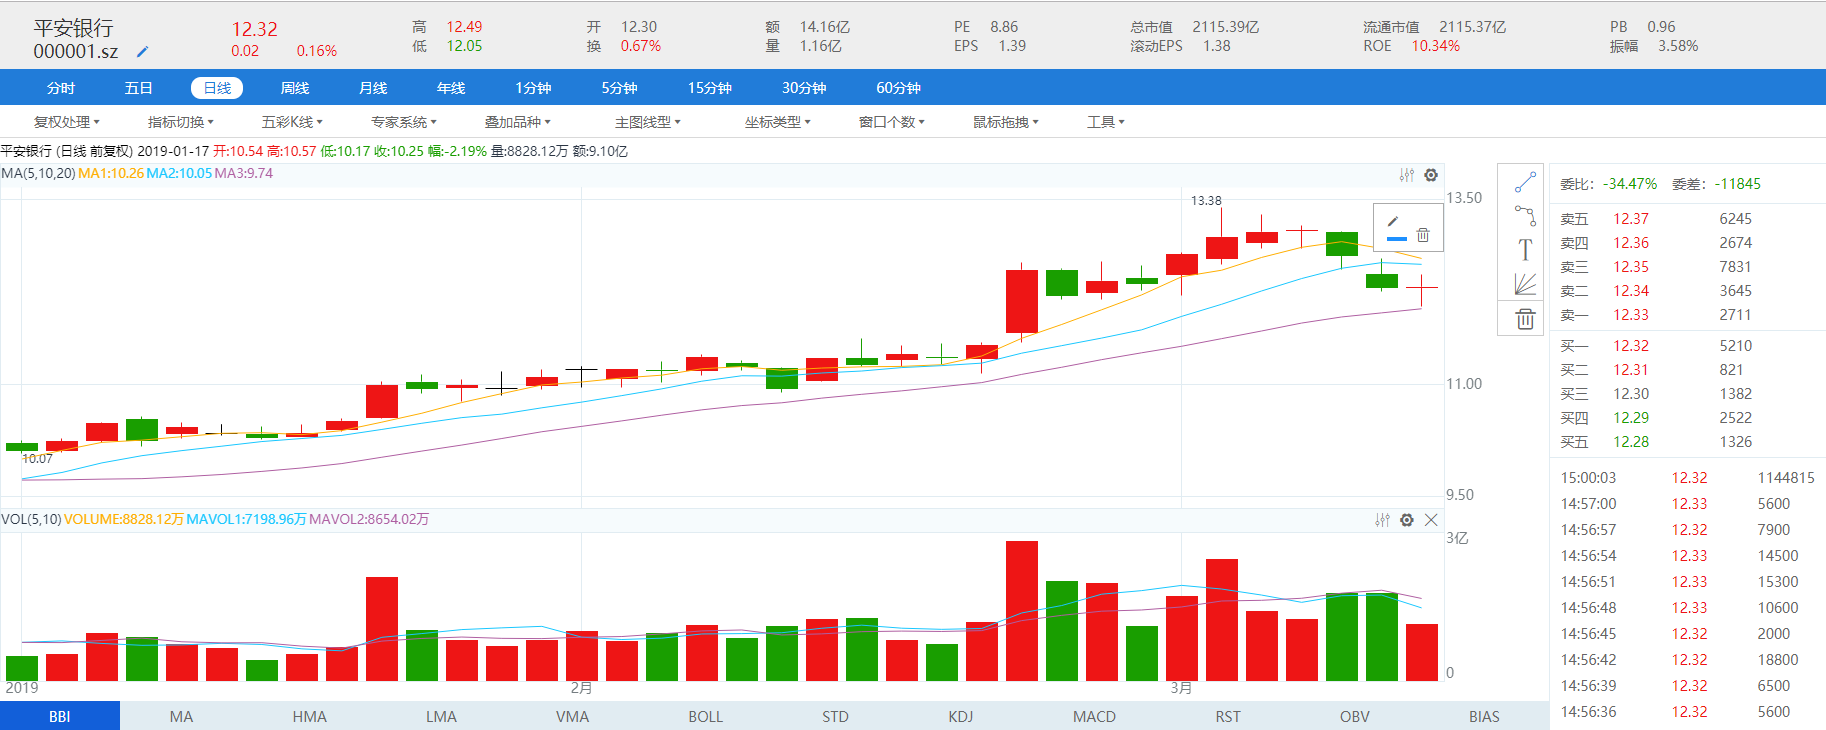 平安银行 12.32 高 12.49 开 12.30 额 14.16亿 PE 8.86 总市值 2115.39亿 流通市值 2115.37亿 PB 0.96
000001.sz 0.02 0.16% 低 12.05 换 0.67% 量 1.16亿 EPS 1.39 滚动EPS 1.38 ROE 10.34% 振幅 3.58%
分时 五日 日线 周线 月线 年线 1分钟 5分钟 15分钟 30分钟 60分钟
复权处理 指标切换 五彩K线 专家系统 叠加品种 主图线型 坐标类型 窗口个数 鼠标拖拽 工具
平安银行 (日线 前复权) 2019-01-17 开:10.54 高:10.57 低:10.17 收:10.25 幅:-2.19% 量:8828.12万 额:9.10亿
MA(5,10,20) MA1:10.26 MA2:10.05 MA3:9.74
13.50
13.38
11.00
10.07
9.50
VOL(5,10) VOLUME:8828.12万 MAVOL1:7198.96万 MAVOL2:8654.02万
3亿
0
2019 2月 3月
BBI MA HMA LMA VMA BOLL STD KDJ MACD RST OBV BIAS
T
委比: -34.47% 委差: -11845
卖五 12.37 6245
卖四 12.36 2674
卖三 12.35 7831
卖二 12.34 3645
卖一 12.33 2711
买一 12.32 5210
买二 12.31 821
买三 12.30 1382
买四 12.29 2522
买五 12.28 1326
15:00:03 12.32 1144815
14:57:00 12.33 5600
14:56:57 12.32 7900
14:56:54 12.33 14500
14:56:51 12.33 15300
14:56:48 12.33 10600
14:56:45 12.32 2000
14:56:42 12.32 18800
14:56:39 12.32 6500
14:56:36 12.32 5600